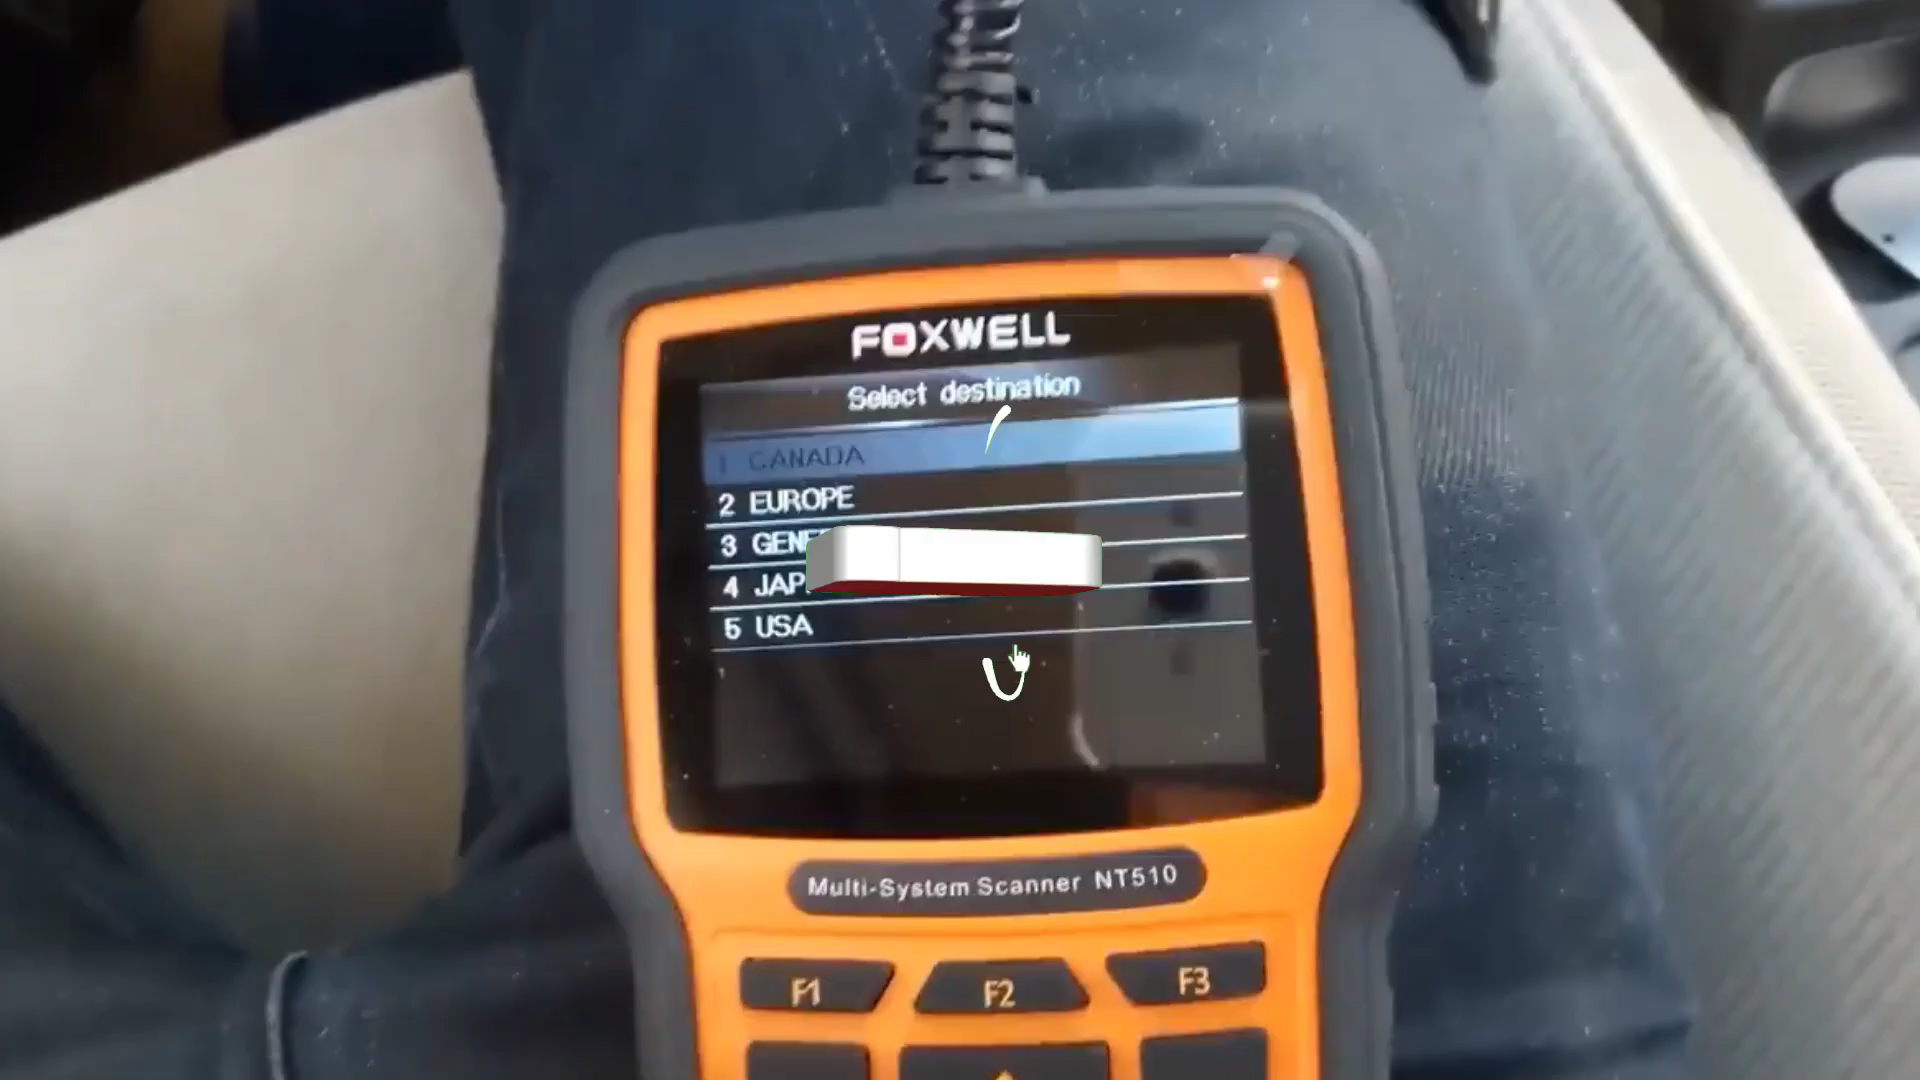 FOXWELL
Select destination
1 CANADA
2 EUROPE
3
4
5 USA
Multi-System Scanner NT510
F1 F2 F3